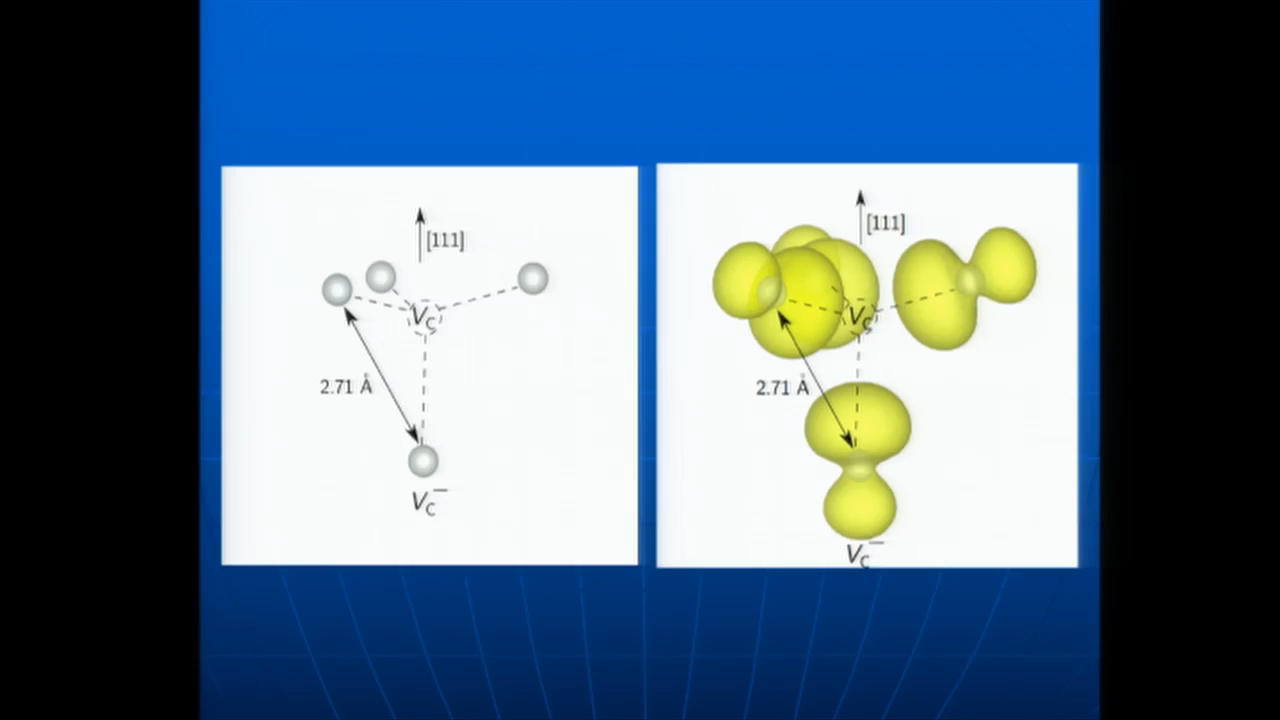 [111]
V_C
2.71 Å
V_C^−
[111]
V_C
2.71 Å
V_C^−